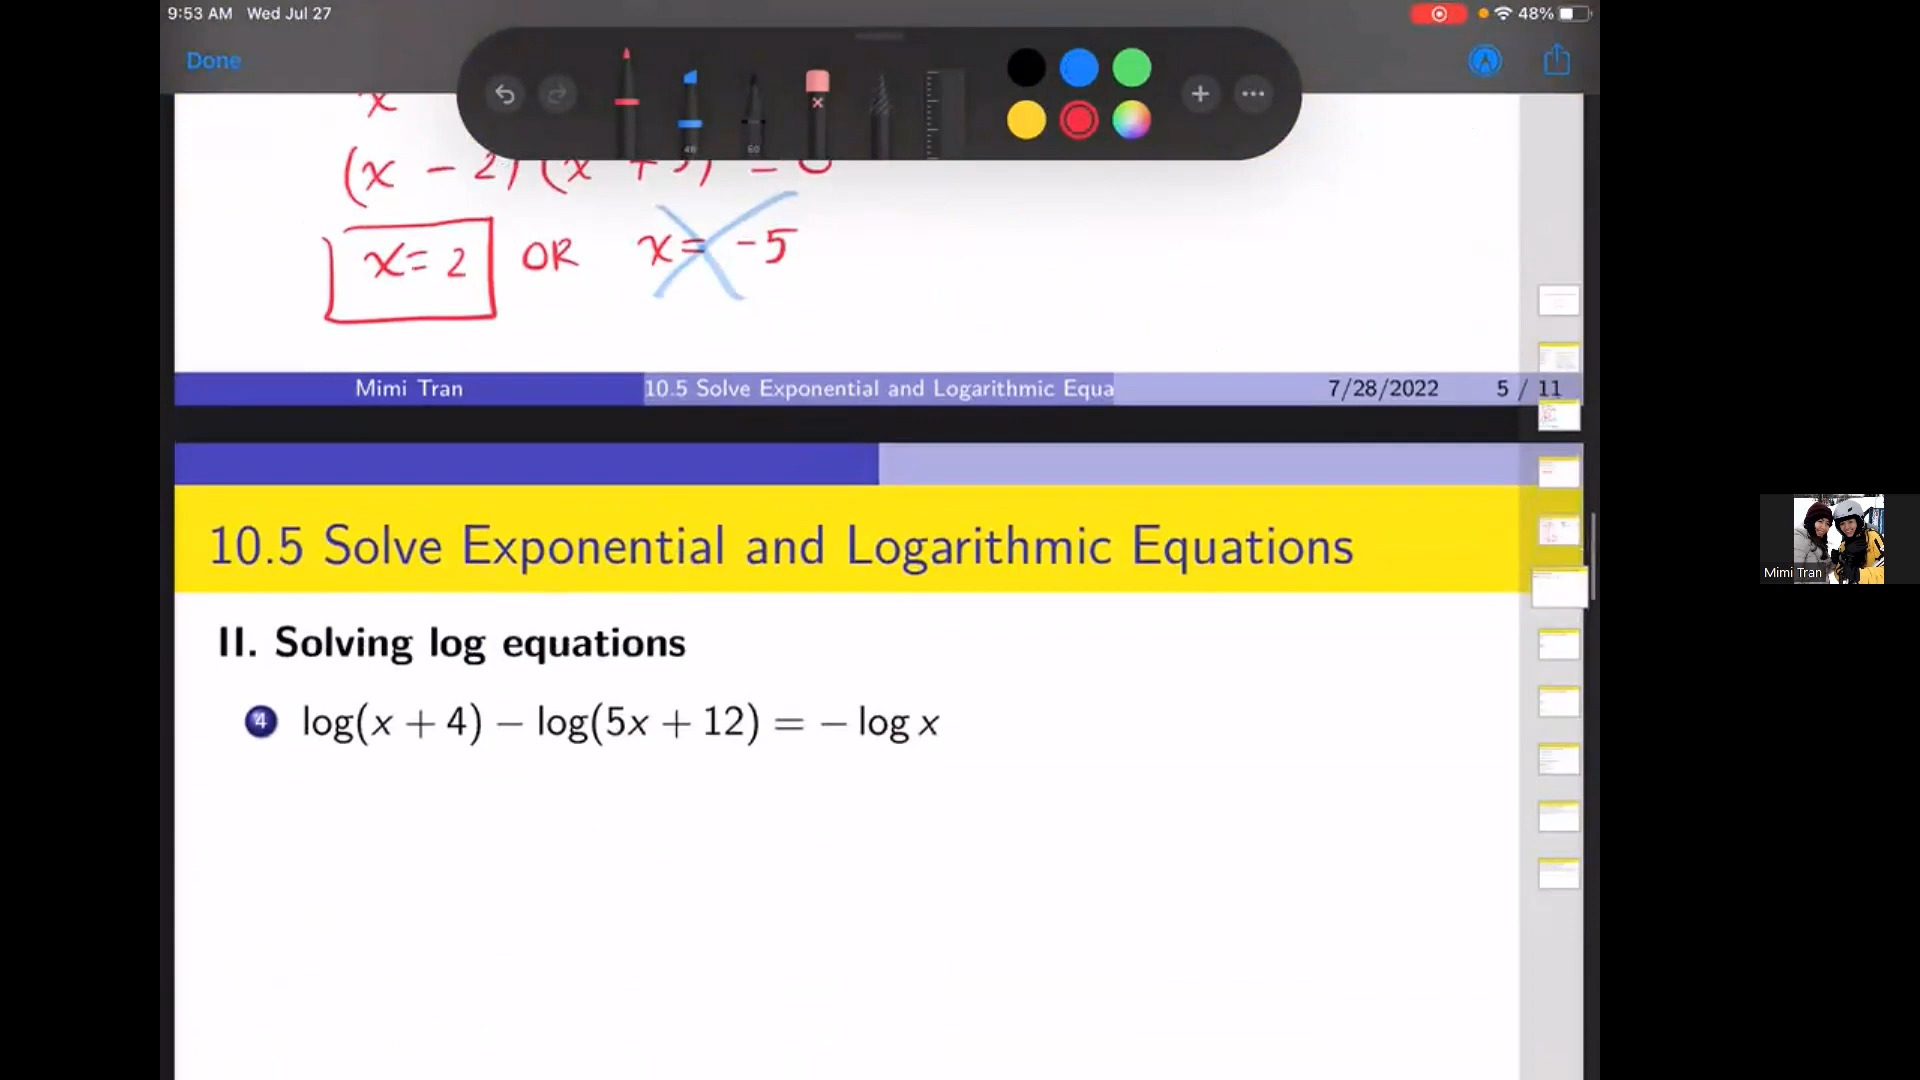 9:53 AM Wed Jul 27
48%
Done
48
60
x
(x - 2) (x + 5) = 0
x = 2 OR x = -5
Mimi Tran 10.5 Solve Exponential and Logarithmic Equa 7/28/2022 5 / 11
10.5 Solve Exponential and Logarithmic Equations
II. Solving log equations
4 log(x + 4) − log(5x + 12) = − log x
Mimi Tran